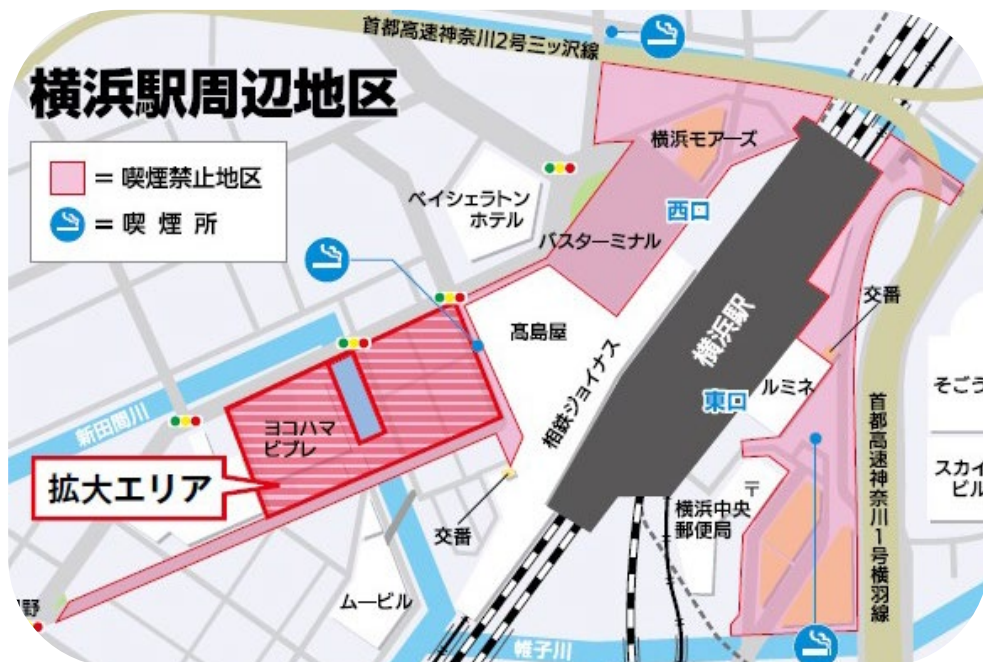 首都高速神奈川2号三ツ沢線
横浜駅周辺地区
= 喫煙禁止地区
= 喫煙所
横浜モアーズ
ベイシェラトン
ホテル
西口
バスターミナル
交番
髙島屋
横浜駅
相鉄ジョイナス
ルミネ
東口
そごう
新田間川
ヨコハマ
ビブレ
首都高速神奈川1号横羽線
拡大エリア
スカイ
ビル
〒
横浜中央
郵便局
交番
ムービル
野
帷子川